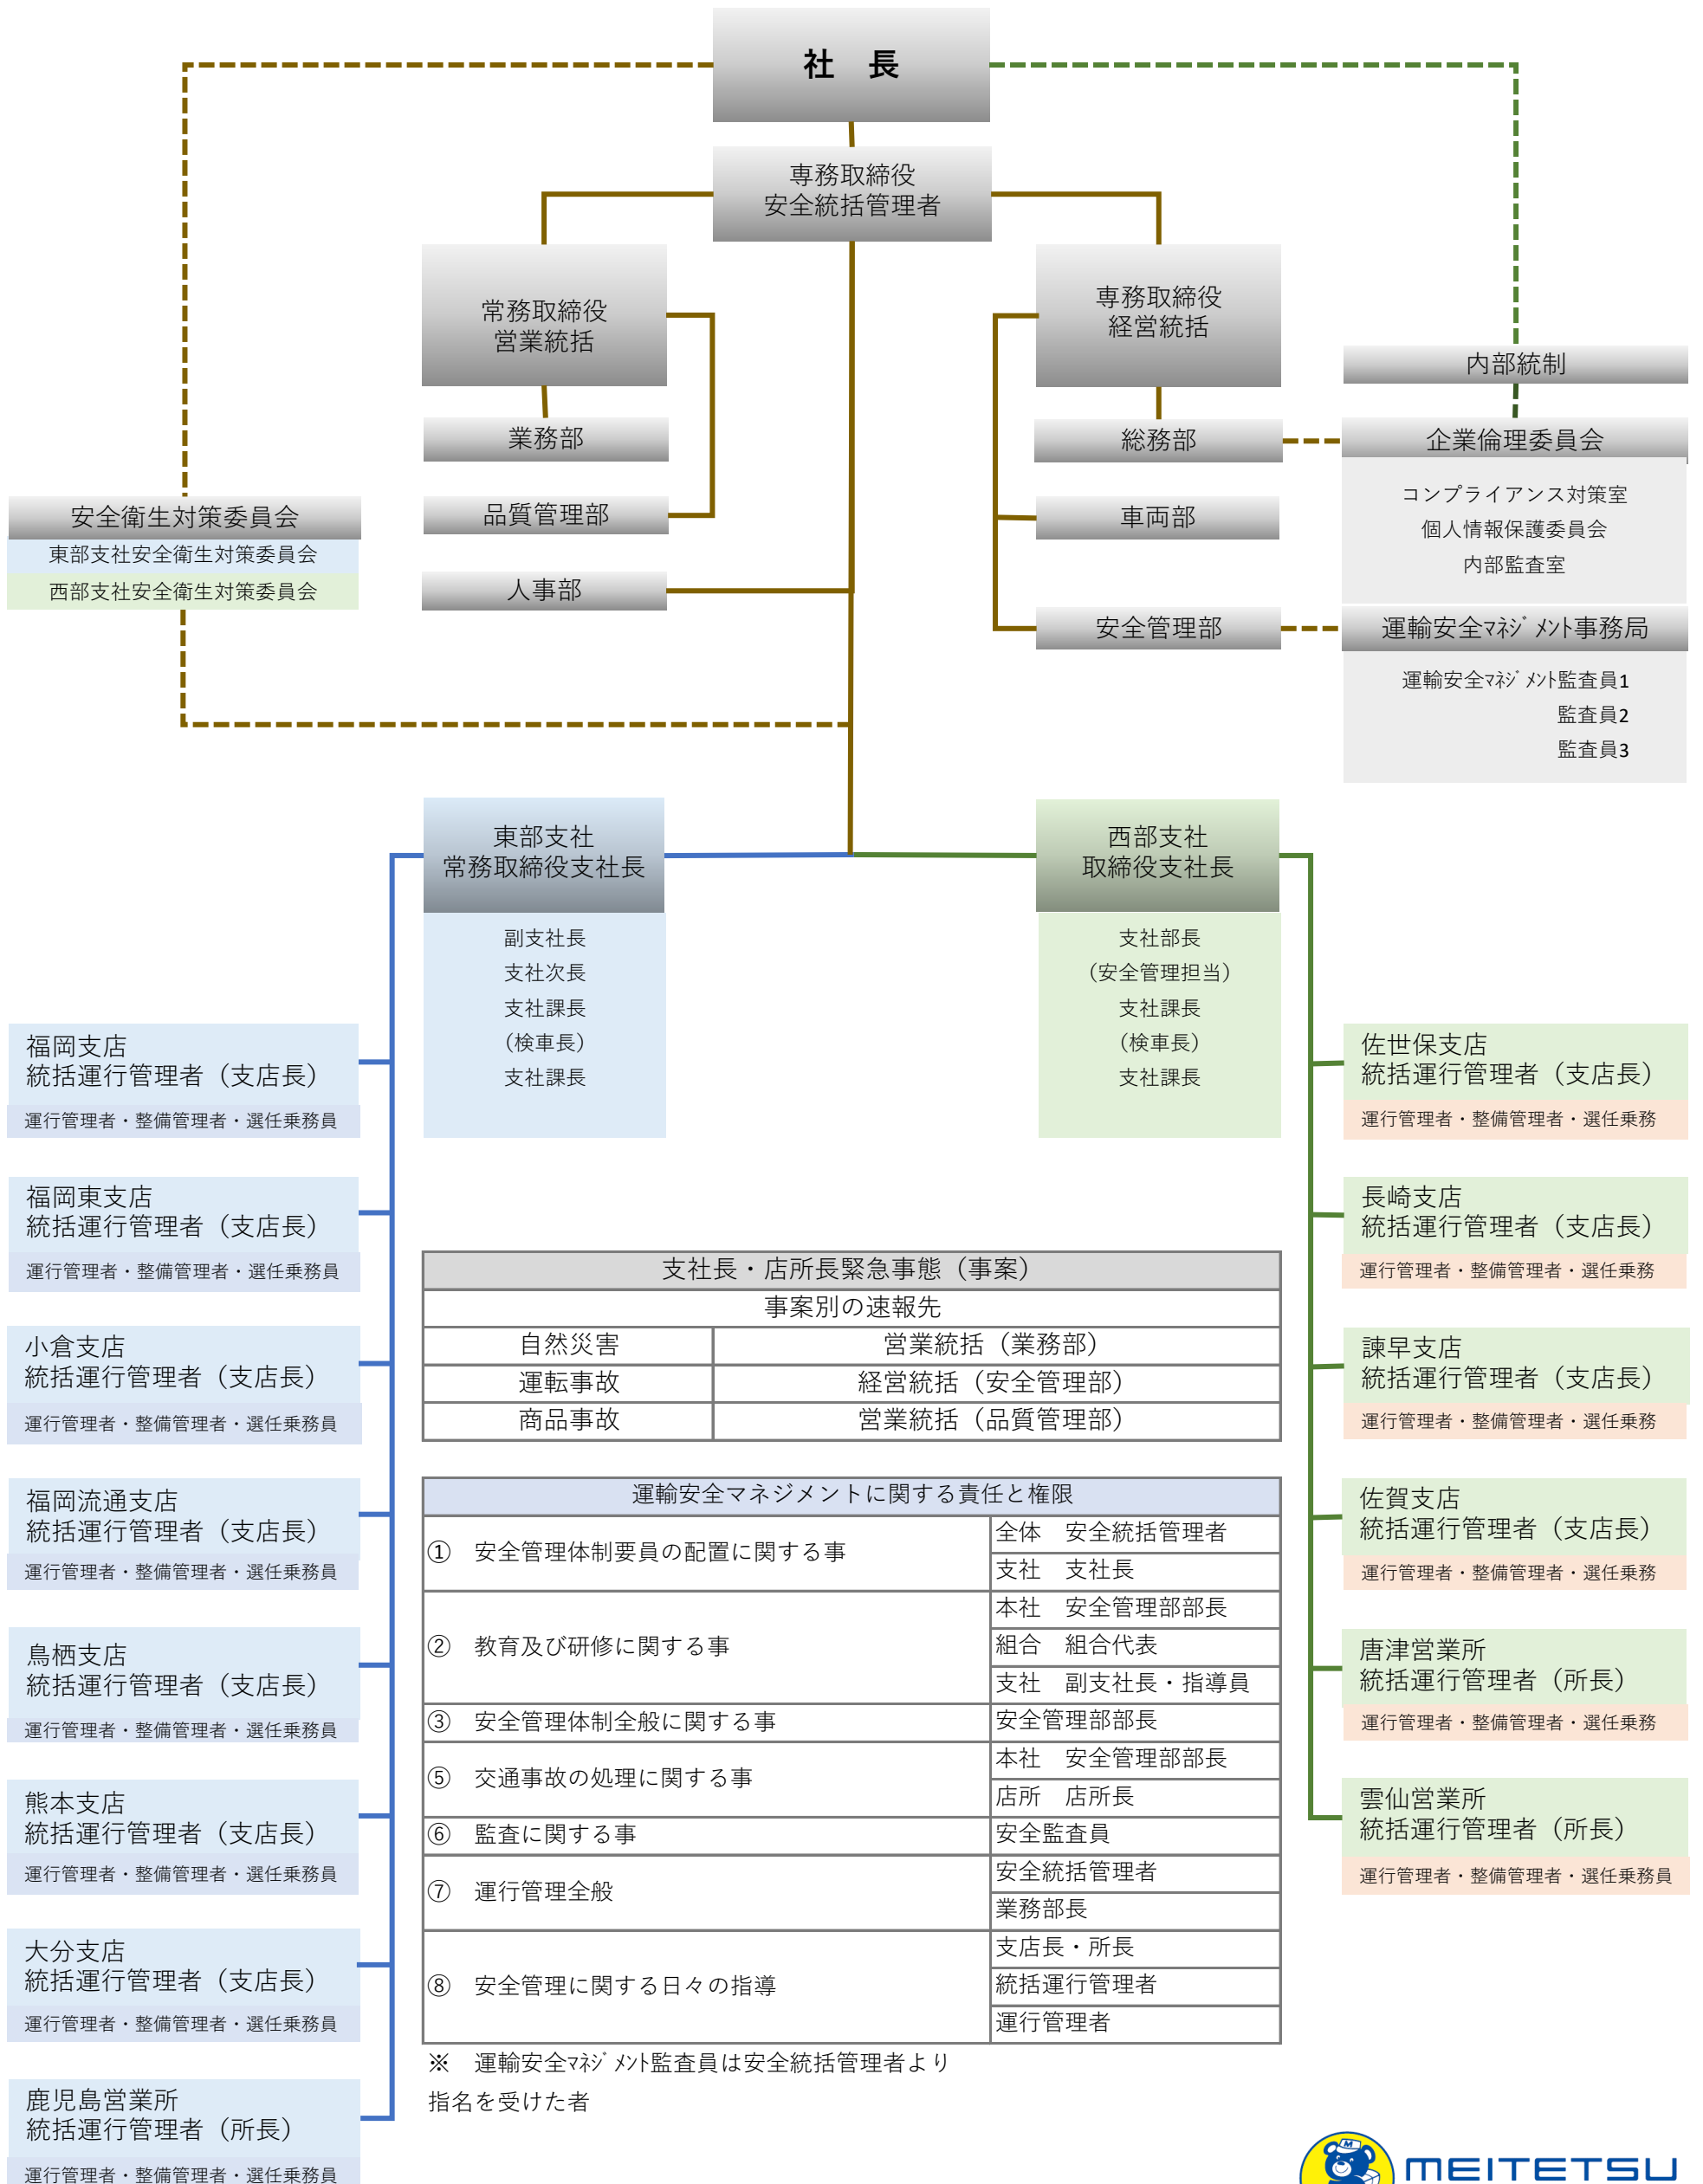 社　長
専務取締役
安全統括管理者
常務取締役
営業統括
専務取締役
経営統括
内部統制
業務部
総務部
企業倫理委員会
コンプライアンス対策室
個人情報保護委員会
内部監査室
品質管理部
車両部
安全衛生対策委員会
東部支社安全衛生対策委員会
西部支社安全衛生対策委員会
人事部
安全管理部
運輸安全ﾏﾈｼﾞﾒﾝﾄ事務局
運輸安全ﾏﾈｼﾞﾒﾝﾄ監査員1
監査員2
監査員3
東部支社
常務取締役支社長
副支社長
支社次長
支社課長
（検車長）
支社課長
西部支社
取締役支社長
支社部長
（安全管理担当）
支社課長
（検車長）
支社課長
福岡支店
統括運行管理者（支店長）
運行管理者・整備管理者・選任乗務員
福岡東支店
統括運行管理者（支店長）
運行管理者・整備管理者・選任乗務員
小倉支店
統括運行管理者（支店長）
運行管理者・整備管理者・選任乗務員
福岡流通支店
統括運行管理者（支店長）
運行管理者・整備管理者・選任乗務員
鳥栖支店
統括運行管理者（支店長）
運行管理者・整備管理者・選任乗務員
熊本支店
統括運行管理者（支店長）
運行管理者・整備管理者・選任乗務員
大分支店
統括運行管理者（支店長）
運行管理者・整備管理者・選任乗務員
鹿児島営業所
統括運行管理者（所長）
運行管理者・整備管理者・選任乗務員
佐世保支店
統括運行管理者（支店長）
運行管理者・整備管理者・選任乗務
長崎支店
統括運行管理者（支店長）
運行管理者・整備管理者・選任乗務
諫早支店
統括運行管理者（支店長）
運行管理者・整備管理者・選任乗務
佐賀支店
統括運行管理者（支店長）
運行管理者・整備管理者・選任乗務
唐津営業所
統括運行管理者（所長）
運行管理者・整備管理者・選任乗務
雲仙営業所
統括運行管理者（所長）
運行管理者・整備管理者・選任乗務員
支社長・店所長緊急事態（事案）
事案別の速報先
自然災害　営業統括（業務部）
運転事故　経営統括（安全管理部）
商品事故　営業統括（品質管理部）
運輸安全マネジメントに関する責任と権限
①　安全管理体制要員の配置に関する事
全体　安全統括管理者
支社　支社長
②　教育及び研修に関する事
本社　安全管理部部長
組合　組合代表
支社　副支社長・指導員
③　安全管理体制全般に関する事
安全管理部部長
⑤　交通事故の処理に関する事
本社　安全管理部部長
店所　店所長
⑥　監査に関する事
安全監査員
⑦　運行管理全般
安全統括管理者
業務部長
⑧　安全管理に関する日々の指導
支店長・所長
統括運行管理者
運行管理者
※　運輸安全ﾏﾈｼﾞﾒﾝﾄ監査員は安全統括管理者より
指名を受けた者
M
MEITETSU